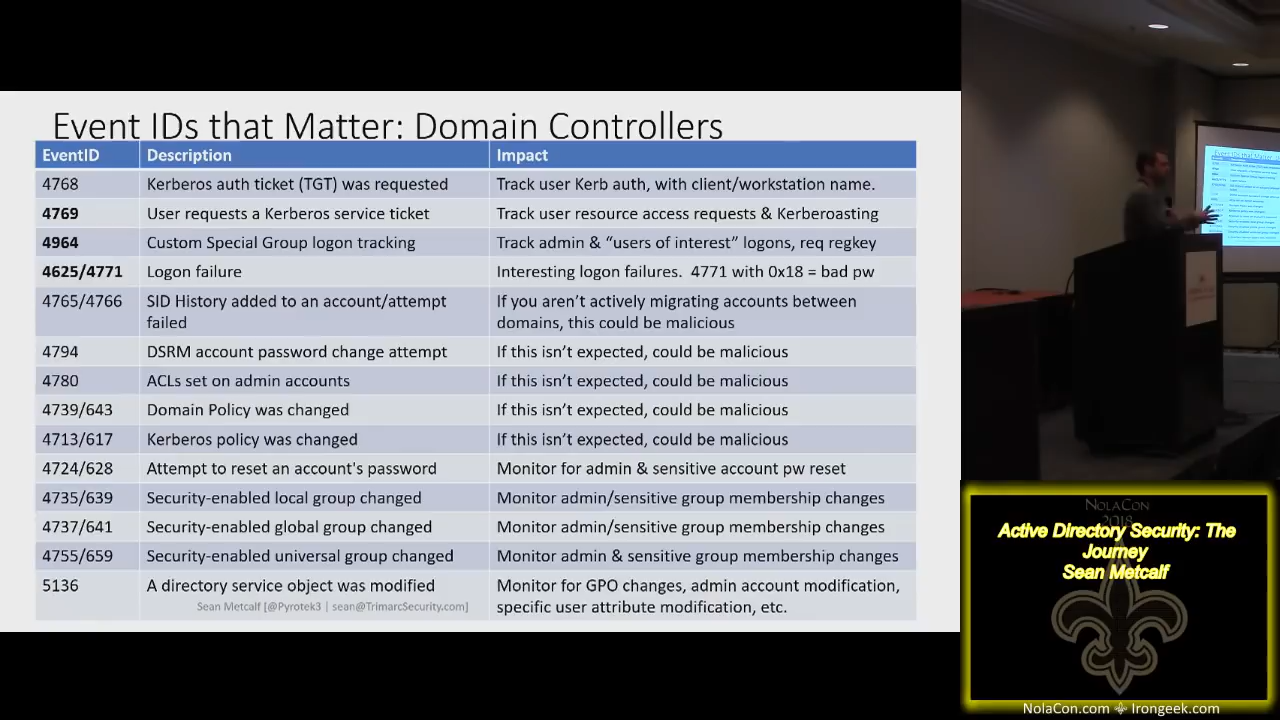 Event IDs that Matter: Domain Controllers
EventID Description Impact
4768 Kerberos auth ticket (TGT) was requested Track user Kerb auth, with client/workstation name.
4769 User requests a Kerberos service ticket Track user resource access requests & Kerberoasting
4964 Custom Special Group logon tracking Track admin & “users of interest” logons, req regkey
4625/4771 Logon failure Interesting logon failures. 4771 with 0x18 = bad pw
4765/4766 SID History added to an account/attempt If you aren’t actively migrating accounts between
failed domains, this could be malicious
4794 DSRM account password change attempt If this isn’t expected, could be malicious
4780 ACLs set on admin accounts If this isn’t expected, could be malicious
4739/643 Domain Policy was changed If this isn’t expected, could be malicious
4713/617 Kerberos policy was changed If this isn’t expected, could be malicious
4724/628 Attempt to reset an account's password Monitor for admin & sensitive account pw reset
4735/639 Security-enabled local group changed Monitor admin/sensitive group membership changes
4737/641 Security-enabled global group changed Monitor admin/sensitive group membership changes
4755/659 Security-enabled universal group changed Monitor admin & sensitive group membership changes
5136 A directory service object was modified Monitor for GPO changes, admin account modification,
specific user attribute modification, etc.
Sean Metcalf [@Pyrotek3 | sean@TrimarcSecurity.com]
NolaCon
2018
Active Directory Security: The
Journey
Sean Metcalf
NolaCon.com Irongeek.com